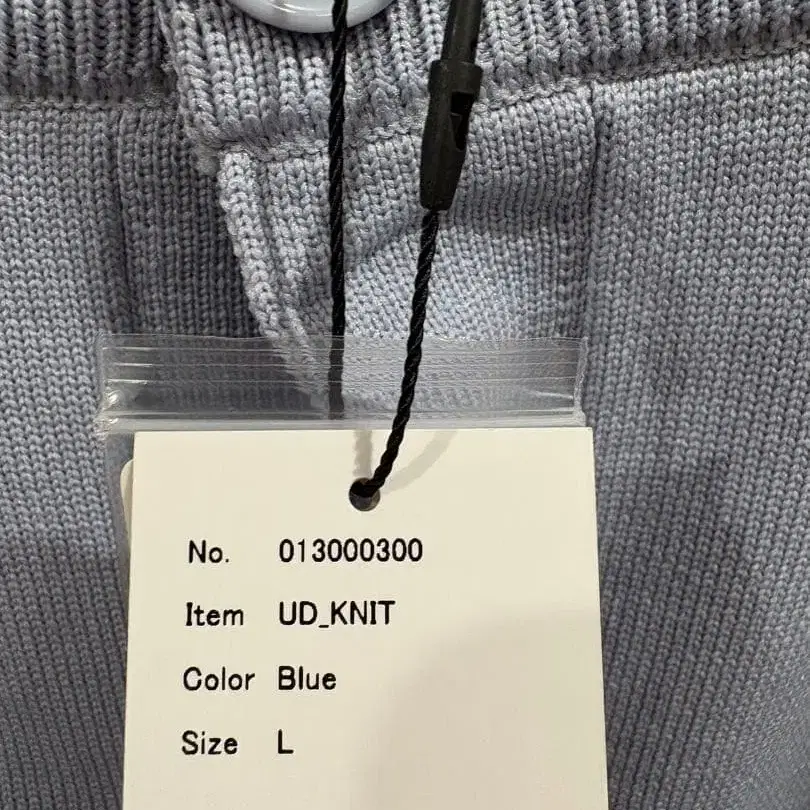 No. 013000300
Item UD_KNIT
Color Blue
Size L